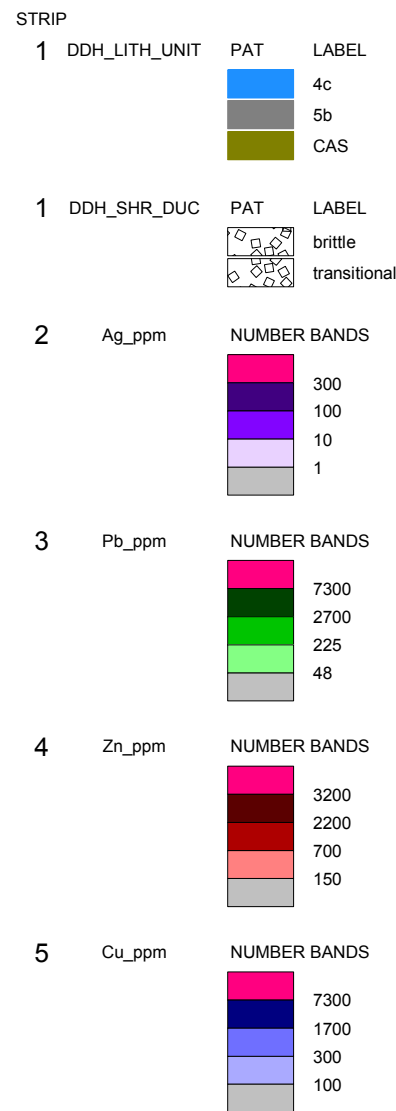 STRIP
1 DDH_LITH_UNIT PAT LABEL
4c
5b
CAS
1 DDH_SHR_DUC PAT LABEL
brittle
transitional
2 Ag_ppm NUMBER BANDS
300
100
10
1
3 Pb_ppm NUMBER BANDS
7300
2700
225
48
4 Zn_ppm NUMBER BANDS
3200
2200
700
150
5 Cu_ppm NUMBER BANDS
7300
1700
300
100